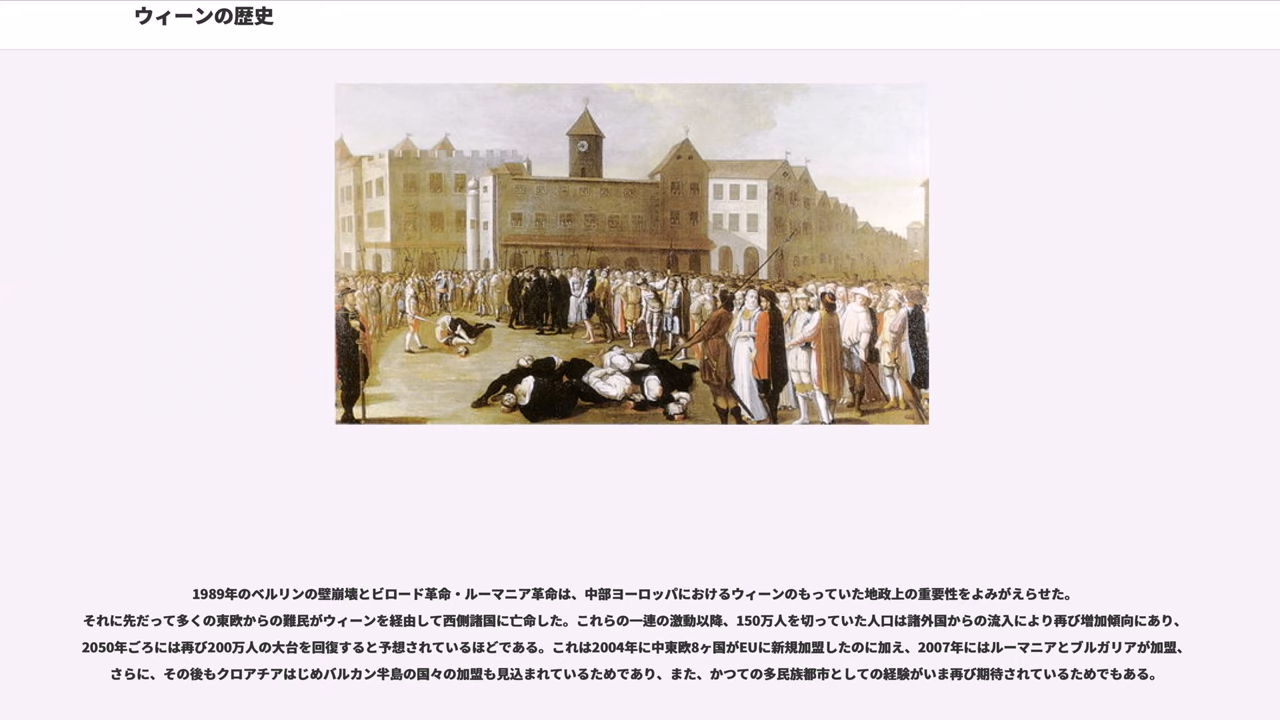 ウィーンの歴史
1989年のベルリンの壁崩壊とビロード革命・ルーマニア革命は、中部ヨーロッパにおけるウィーンのもっていた地政上の重要性をよみがえらせた。
それに先だって多くの東欧からの難民がウィーンを経由して西側諸国に亡命した。これらの一連の激動以降、150万人を切っていた人口は諸外国からの流入により再び増加傾向にあり、
2050年ごろには再び200万人の大台を回復すると予想されているほどである。これは2004年に中東欧8ヶ国がEUに新規加盟したのに加え、2007年にはルーマニアとブルガリアが加盟、
さらに、その後もクロアチアはじめバルカン半島の国々の加盟も見込まれているためであり、また、かつての多民族都市としての経験がいま再び期待されているためでもある。